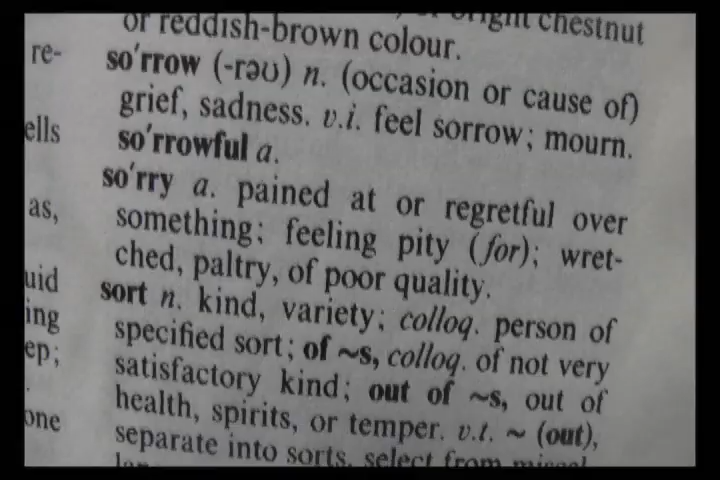 or reddish-brown colour.
re-
so'rrow (-rəʊ) n. (occasion or cause of)
grief, sadness. v.i. feel sorrow; mourn.
ells
so'rrowful a.
so'rry a. pained at or regretful over
as,
something; feeling pity (for); wret-
ched, paltry, of poor quality.
uid
sort n. kind, variety; colloq. person of
ing
specified sort; of ~s, colloq. of not very
ep;
satisfactory kind; out of ~s, out of
health, spirits, or temper. v.t. ~ (out),
one
separate into sorts, select from